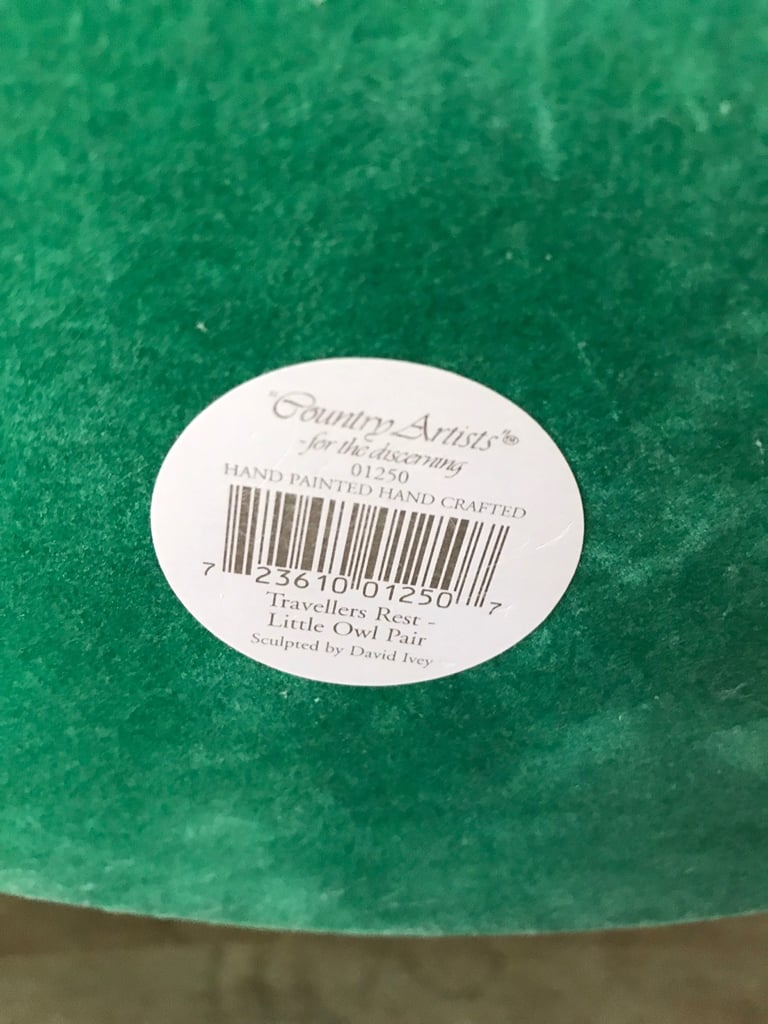 "Country Artists"®
-for the discerning
01250
HAND PAINTED HAND CRAFTED
7 23610 01250 7
Travellers Rest -
Little Owl Pair
Sculpted by David Ivey